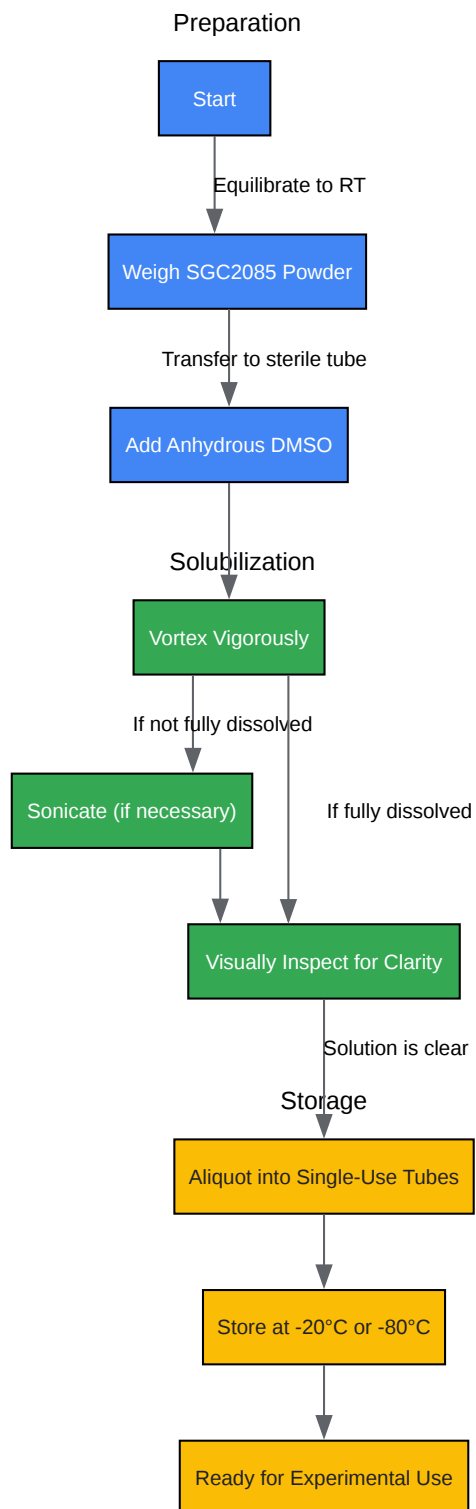 Preparation
Start
Equilibrate to RT
Weigh SGC2085 Powder
Transfer to sterile tube
Add Anhydrous DMSO
Solubilization
Vortex Vigorously
If not fully dissolved
Sonicate (if necessary)
If fully dissolved
Visually Inspect for Clarity
Solution is clear
Storage
Aliquot into Single-Use Tubes
Store at -20°C or -80°C
Ready for Experimental Use